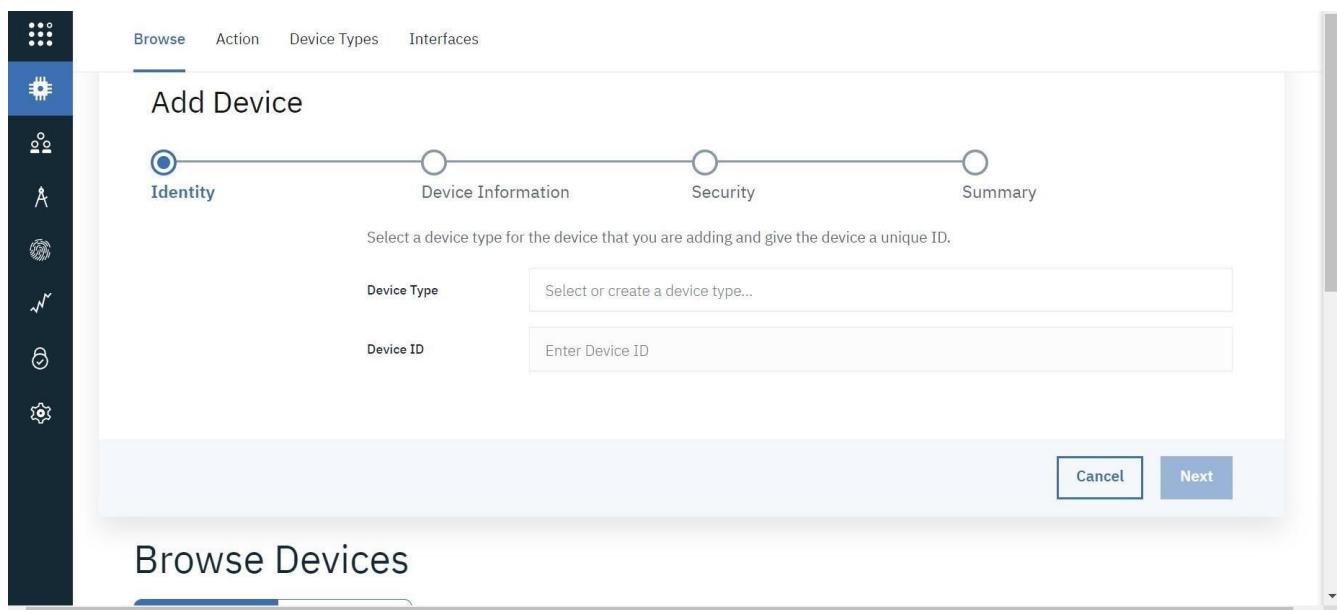 Browse Action Device Types Interfaces
Add Device
Identity Device Information Security Summary
Select a device type for the device that you are adding and give the device a unique ID.
Device Type Select or create a device type...
Device ID Enter Device ID
Cancel Next
Browse Devices